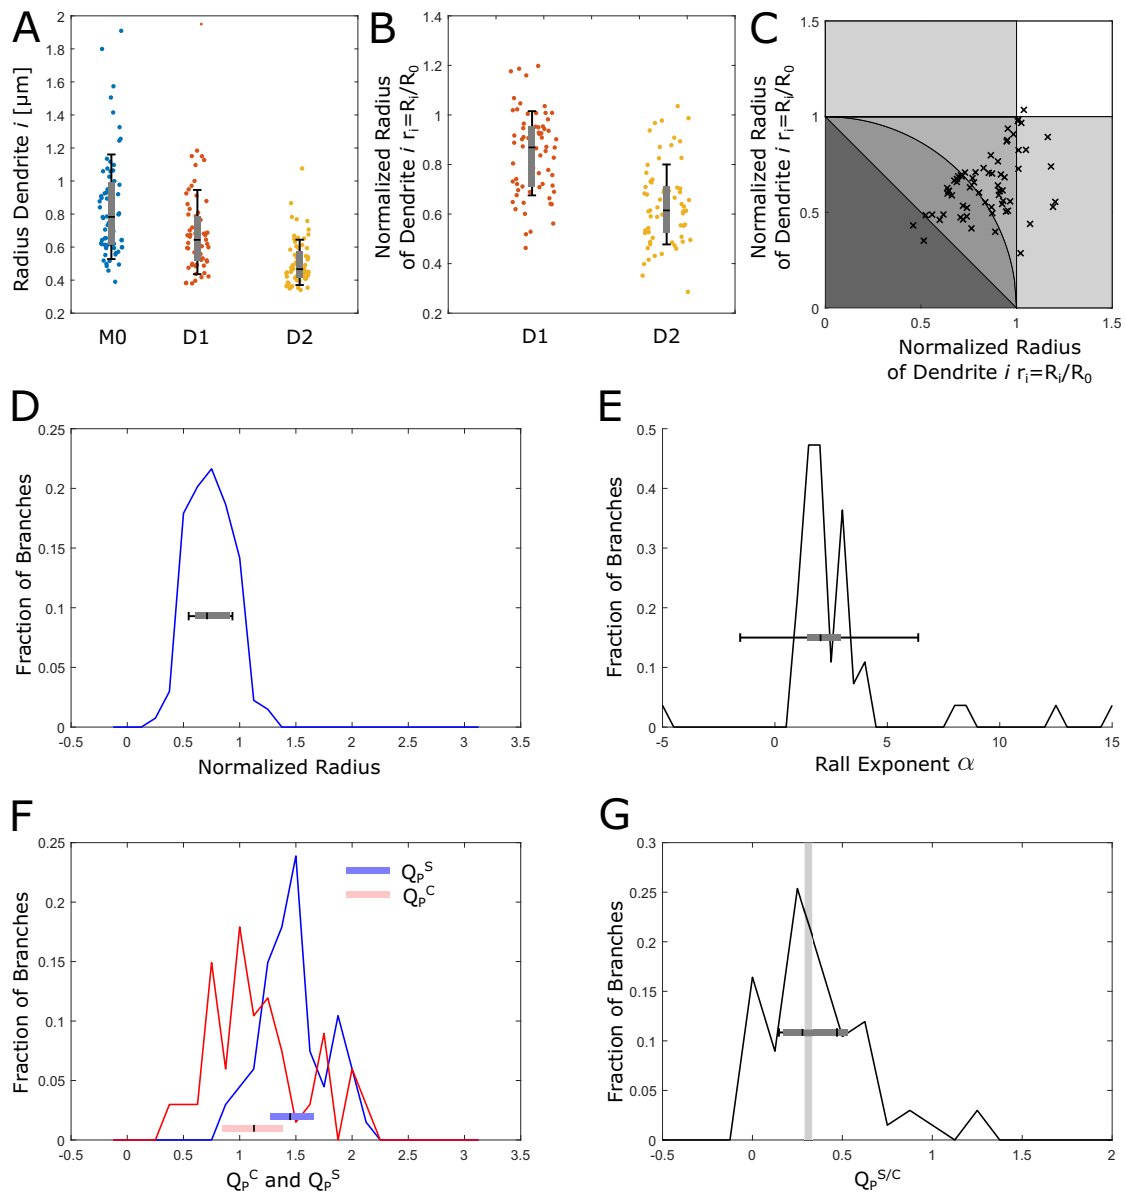 A
Radius Dendrite i [µm]
2
1.8
1.6
1.4
1.2
1
0.8
0.6
0.4
0.2
M0
D1
D2
B
Normalized Radius
of Dendrite i rᵢ=Rᵢ/R₀
1.4
1.2
1
0.8
0.6
0.4
0.2
D1
D2
C
Normalized Radius
of Dendrite i rᵢ=Rᵢ/R₀
1.5
1
0.5
0
0
0.5
1
1.5
Normalized Radius
of Dendrite i rᵢ=Rᵢ/R₀
D
Fraction of Branches
0.25
0.2
0.15
0.1
0.05
0
-0.5
0
0.5
1
1.5
2
2.5
3
3.5
Normalized Radius
E
Fraction of Branches
0.5
0.4
0.3
0.2
0.1
0
-5
0
5
10
15
Rall Exponent α
F
Fraction of Branches
0.25
0.2
0.15
0.1
0.05
0
Q_P^S
Q_P^C
-0.5
0
0.5
1
1.5
2
2.5
3
3.5
Q_P^C and Q_P^S
G
Fraction of Branches
0.3
0.25
0.2
0.15
0.1
0.05
0
-0.5
0
0.5
1
1.5
2
Q_P^S/C